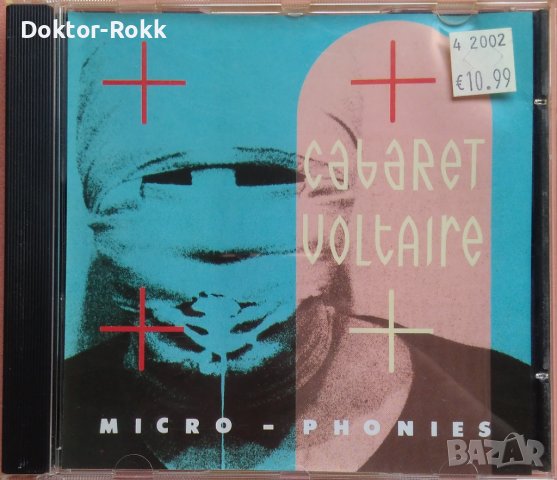 Doktor-Rokk
4 2002
€10.99
CABARET
VOLTAIRE
MICRO - PHONIES
BAZAR